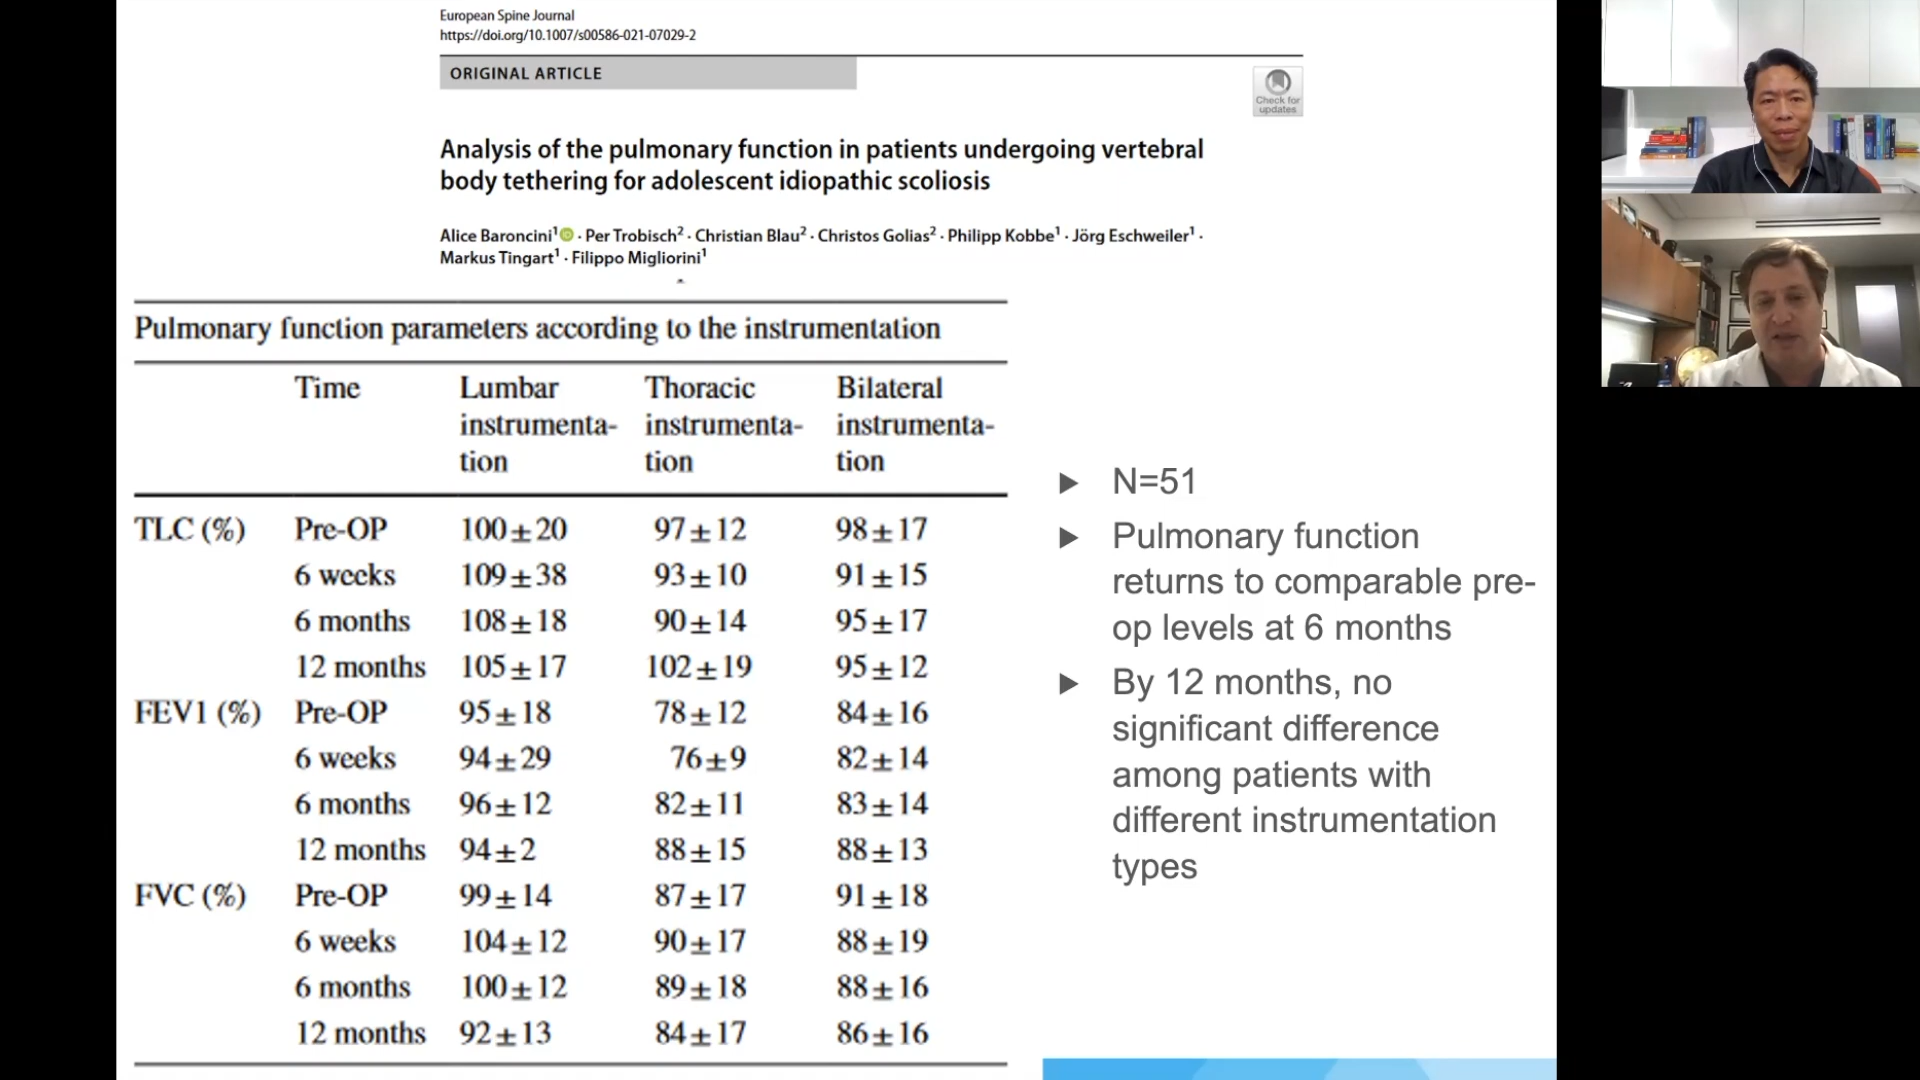 European Spine Journal
https://doi.org/10.1007/s00586-021-07029-2
ORIGINAL ARTICLE
Check for
updates
Analysis of the pulmonary function in patients undergoing vertebral
body tethering for adolescent idiopathic scoliosis
Alice Baroncini¹ iD · Per Trobisch² · Christian Blau² · Christos Golias² · Philipp Kobbe¹ · Jörg Eschweiler¹ ·
Markus Tingart¹ · Filippo Migliorini¹
Pulmonary function parameters according to the instrumentation
Time Lumbar instrumenta- Thoracic instrumenta- Bilateral instrumenta-
tion tion tion
TLC (%) Pre-OP 100±20 97±12 98±17
6 weeks 109±38 93±10 91±15
6 months 108±18 90±14 95±17
12 months 105±17 102±19 95±12
FEV1 (%) Pre-OP 95±18 78±12 84±16
6 weeks 94±29 76±9 82±14
6 months 96±12 82±11 83±14
12 months 94±2 88±15 88±13
FVC (%) Pre-OP 99±14 87±17 91±18
6 weeks 104±12 90±17 88±19
6 months 100±12 89±18 88±16
12 months 92±13 84±17 86±16
N=51
Pulmonary function
returns to comparable pre-
op levels at 6 months
By 12 months, no
significant difference
among patients with
different instrumentation
types